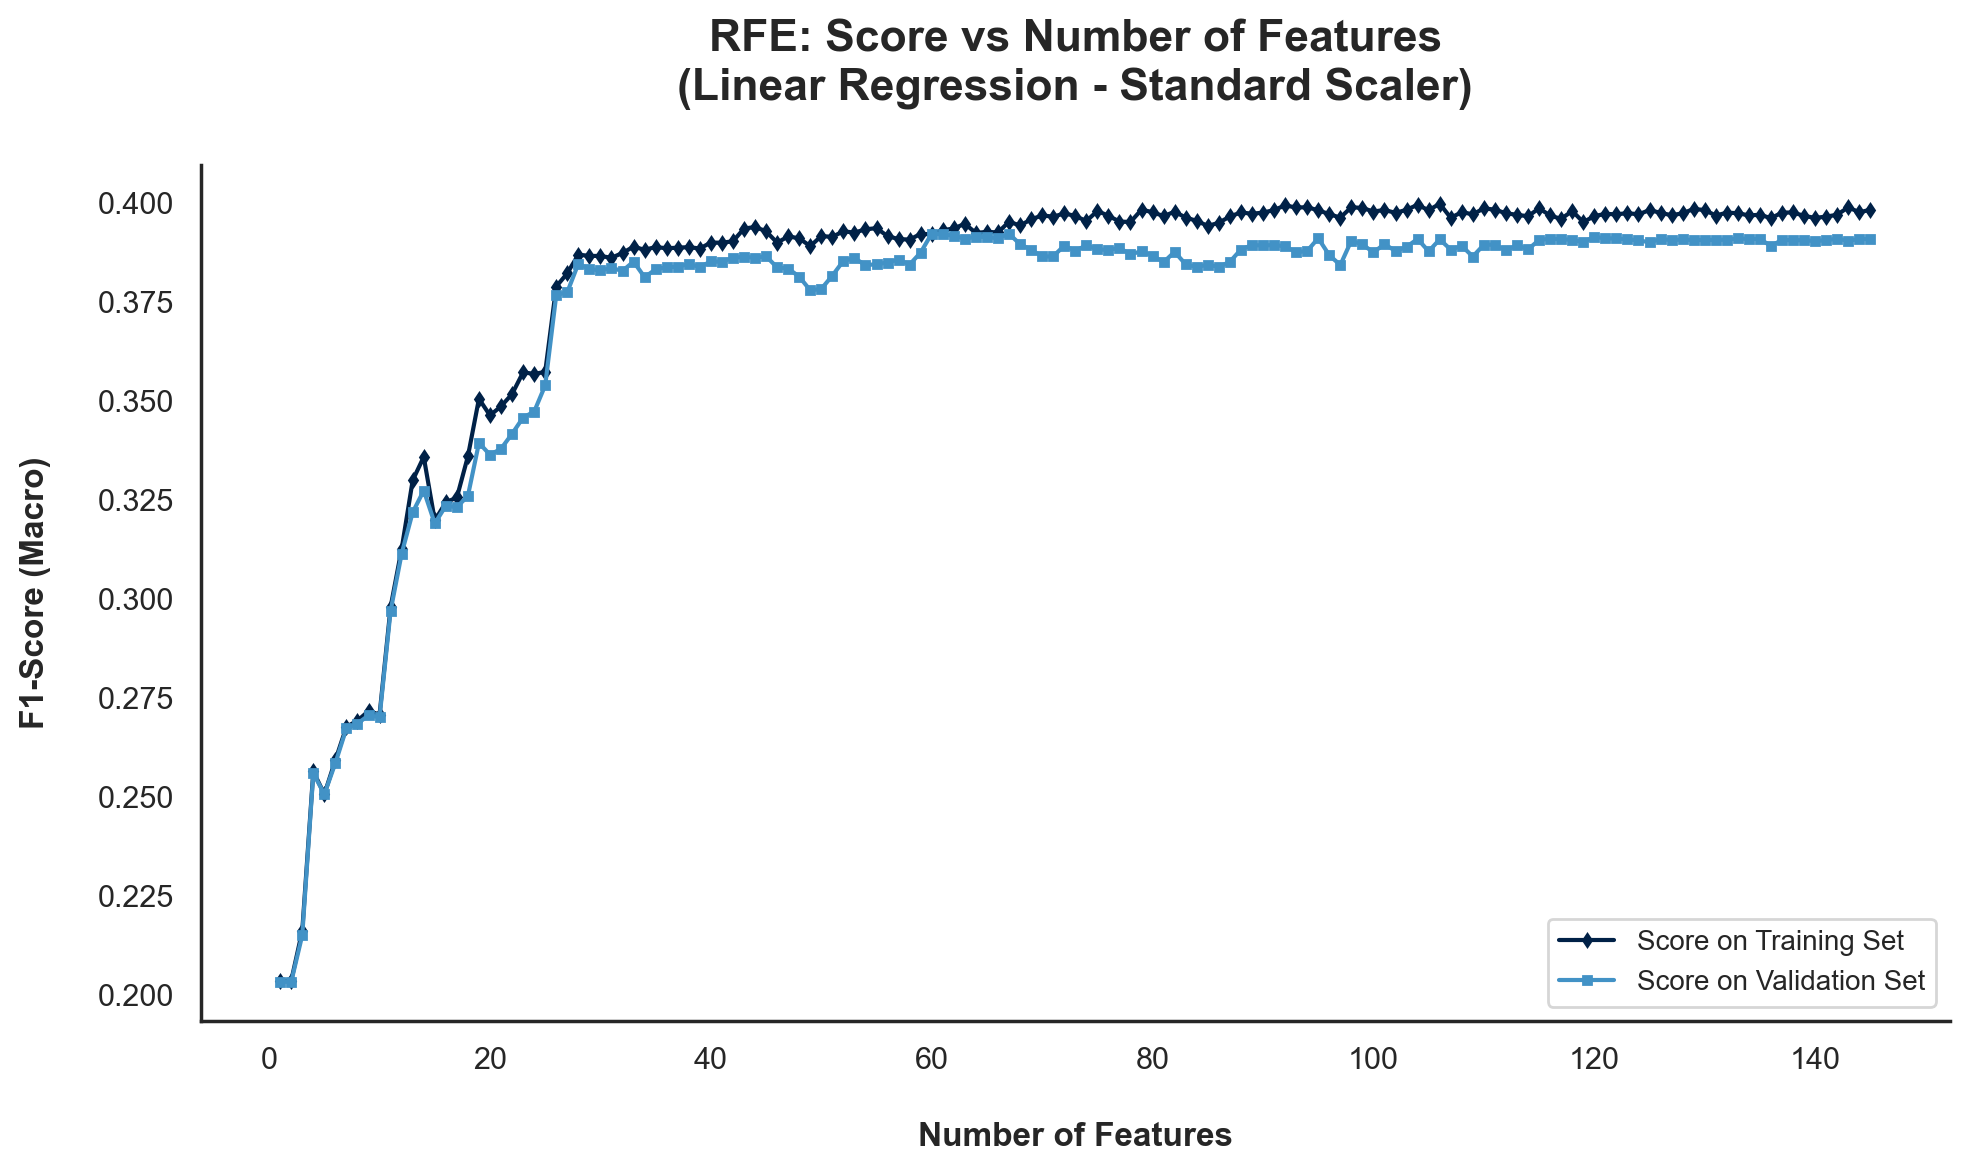 RFE: Score vs Number of Features
(Linear Regression - Standard Scaler)
F1-Score (Macro)
0.400
0.375
0.350
0.325
0.300
0.275
0.250
0.225
0.200
Score on Training Set
Score on Validation Set
0 20 40 60 80 100 120 140
Number of Features